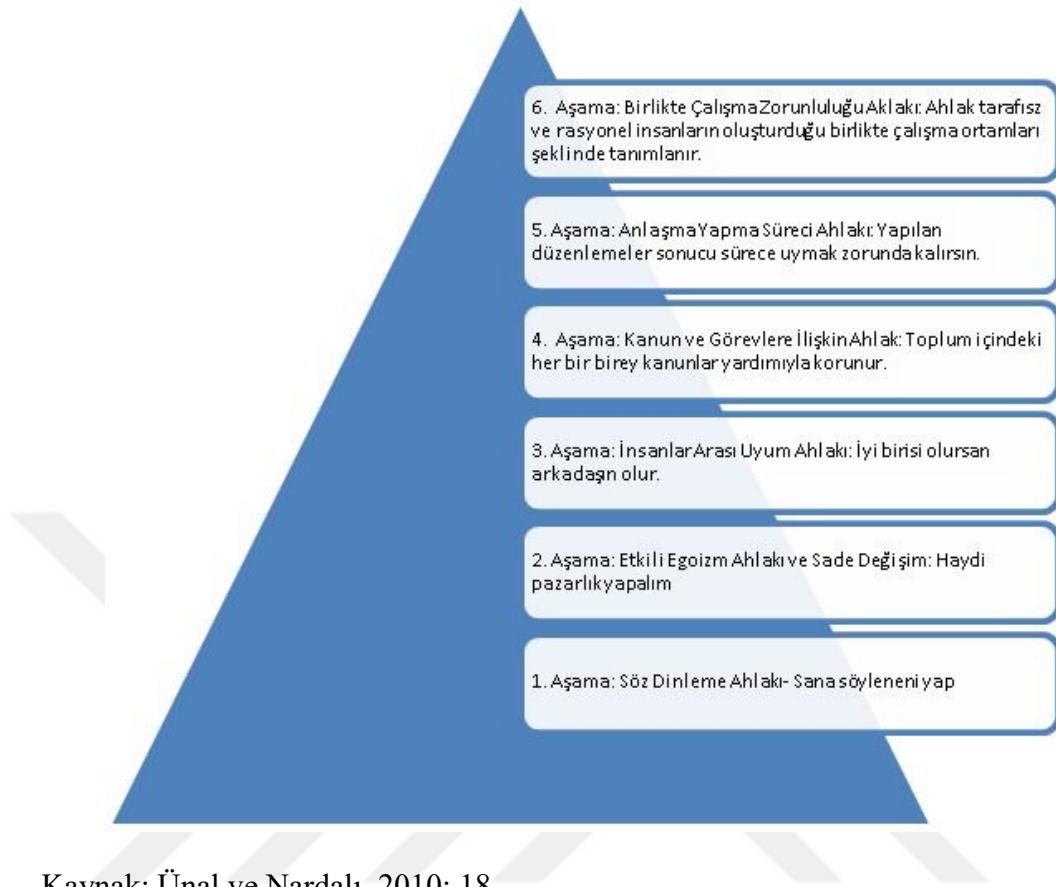 6. Aşama: Birlikte Çalışma Zorunluluğu Aklakı: Ahlak tarafısz
ve rasyonel insanların oluşturduğu birlikte çalışma ortamları
şeklinde tanımlanır.
5. Aşama: Anlaşma Yapma Süreci Ahlakı: Yapılan
düzenlemeler sonucu sürece uymak zorunda kalırsın.
4. Aşama: Kanun ve Görevlere İlişkin Ahlak: Toplum içindeki
her bir birey kanunlar yardımıyla korunur.
3. Aşama: İnsanlar Arası Uyum Ahlakı: İyi birisi olursan
arkadaşın olur.
2. Aşama: Etkili Egoizm Ahlakı ve Sade Değişim: Haydi
pazarlık yapalım
1. Aşama: Söz Dinleme Ahlakı- Sana söyleneni yap
Kaynak: Ünal ve Nardalı, 2010: 18